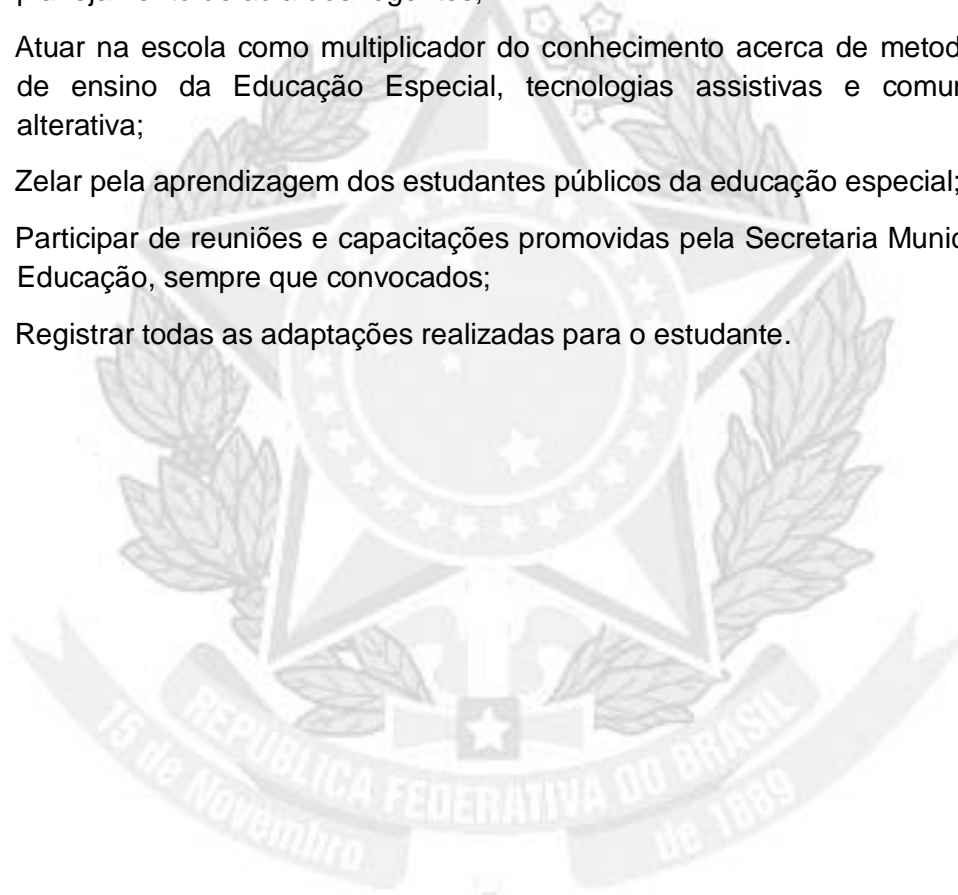 Atuar na escola como multiplicador do conhecimento acerca de metod
de ensino da Educação Especial, tecnologias assistivas e comun
alterativa;
Zelar pela aprendizagem dos estudantes públicos da educação especial;
Participar de reuniões e capacitações promovidas pela Secretaria Munic
Educação, sempre que convocados;
Registrar todas as adaptações realizadas para o estudante.
REPUBLICA FEDERATIVA DO BRASIL
15 de Novembro de 1889